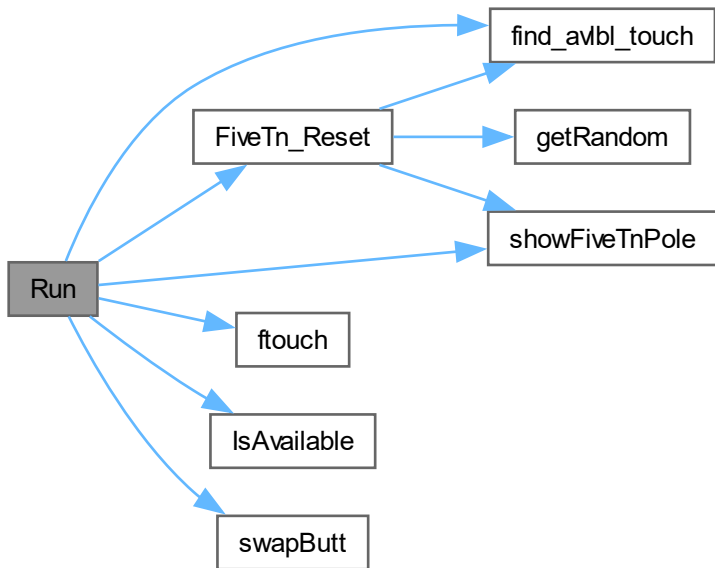 find_avlbl_touch
FiveTn_Reset
getRandom
showFiveTnPole
Run
ftouch
IsAvailable
swapButt